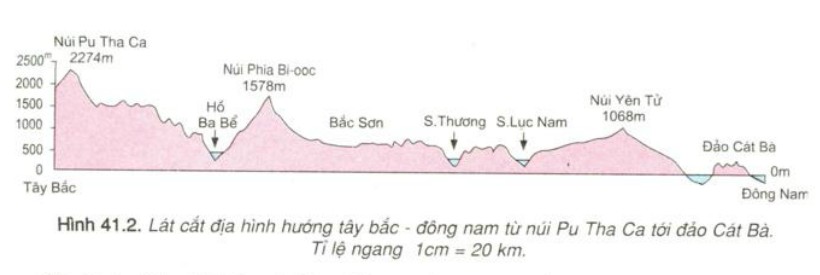 Núi Pu Tha Ca
2274m
2500m
2000
1500
1000
500
0
Tây Bắc
Hồ
Ba Bể
Núi Phia Bi-ooc
1578m
Bắc Sơn
S.Thương
S.Lục Nam
Núi Yên Tử
1068m
Đảo Cát Bà
0m
Đông Nam
Hình 41.2. Lát cắt địa hình hướng tây bắc - đông nam từ núi Pu Tha Ca tới đảo Cát Bà.
Tỉ lệ ngang 1cm = 20 km.